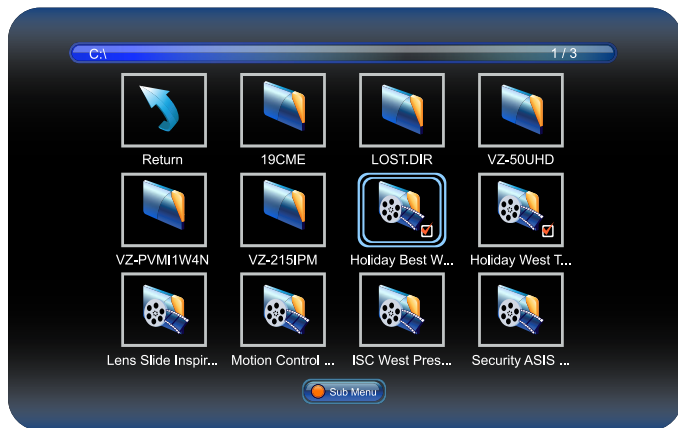 C:\ 1 / 3
Return 19CME LOST.DIR VZ-50UHD
VZ-PVMI1W4N VZ-215IPM Holiday Best W... Holiday West T...
Lens Slide Inspir... Motion Control ... ISC West Pres... Security ASIS ...
Sub Menu